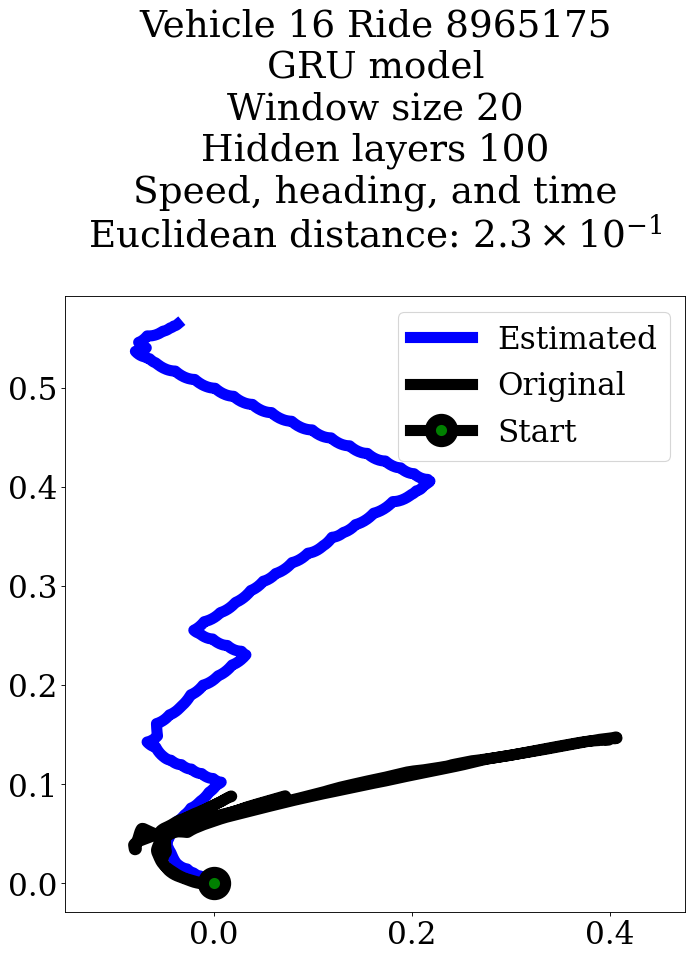 Vehicle 16 Ride 8965175
GRU model
Window size 20
Hidden layers 100
Speed, heading, and time
Euclidean distance: 2.3 × 10⁻¹
Estimated
Original
Start
0.5
0.4
0.3
0.2
0.1
0.0
0.0 0.2 0.4